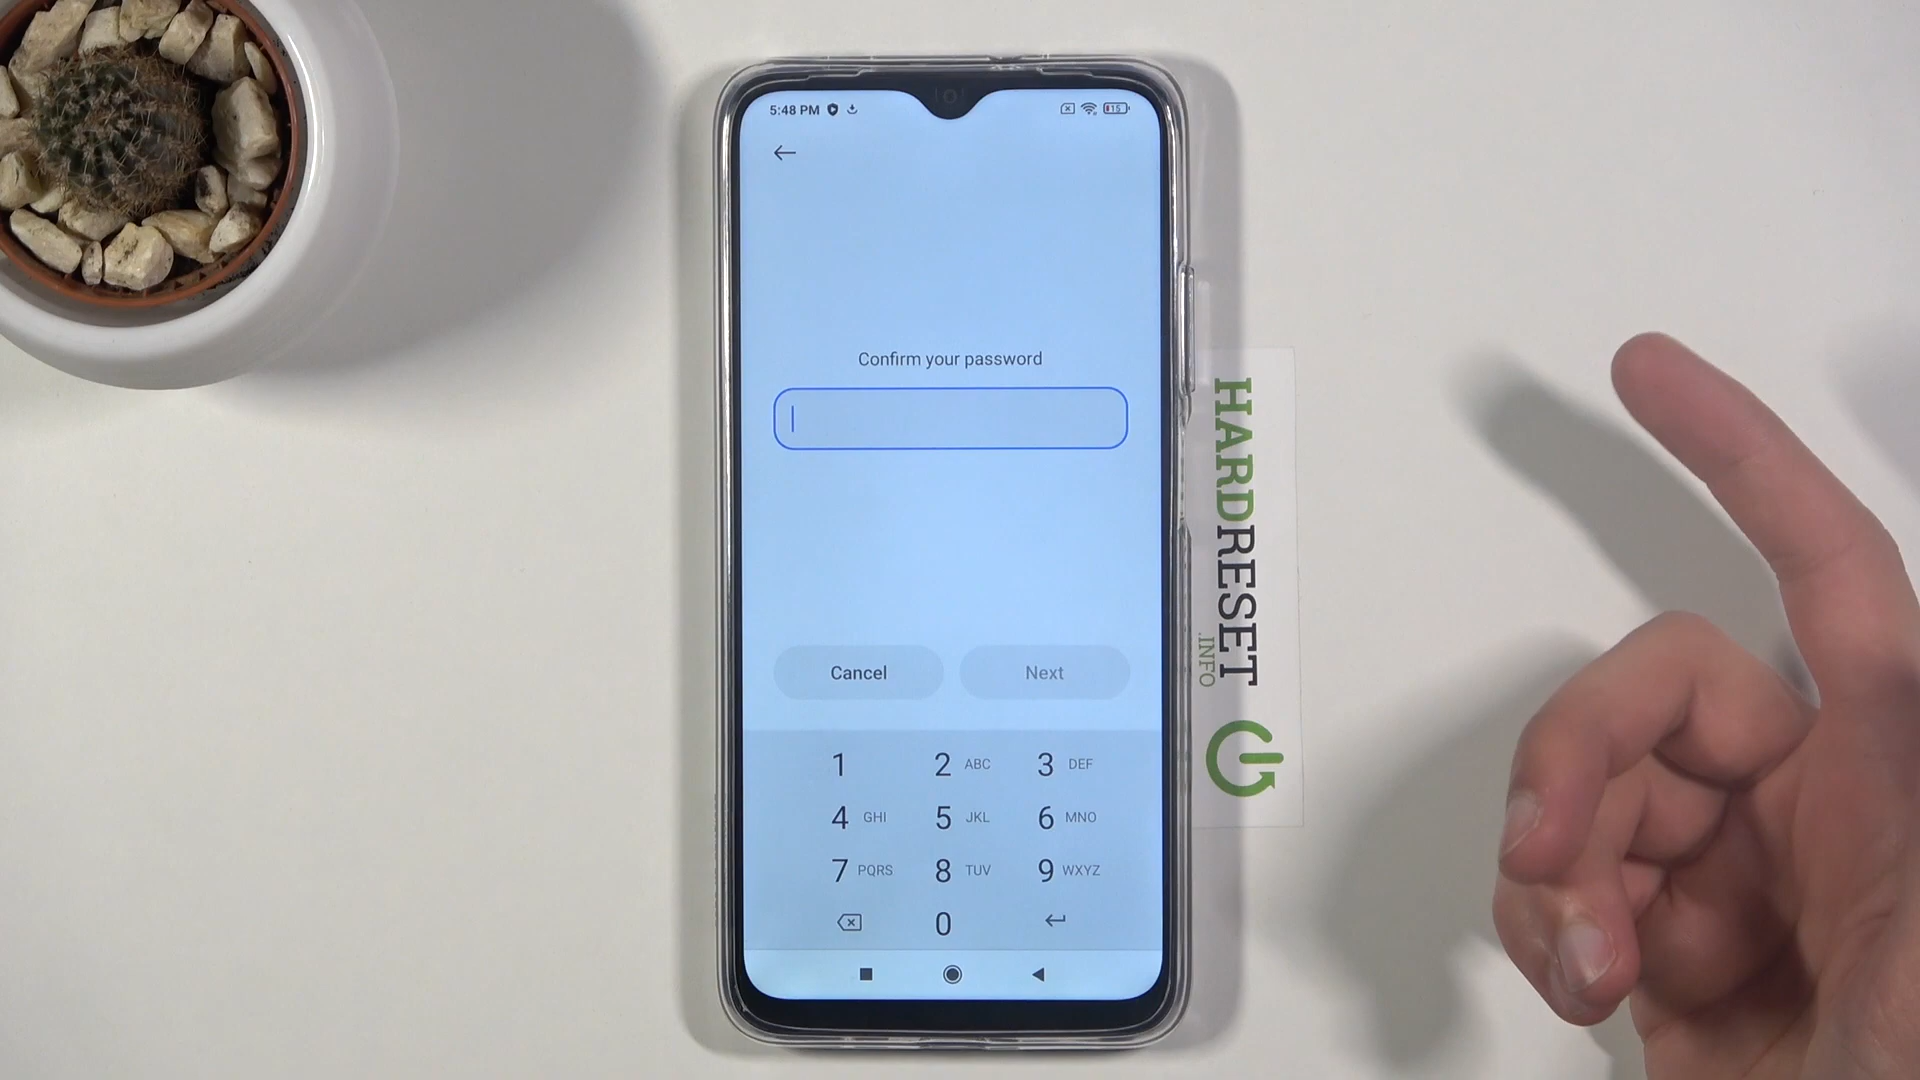 5:48 PM
15
Confirm your password
Cancel
Next
1
2 ABC
3 DEF
4 GHI
5 JKL
6 MNO
7 PQRS
8 TUV
9 WXYZ
0
HARDRESET
.INFO